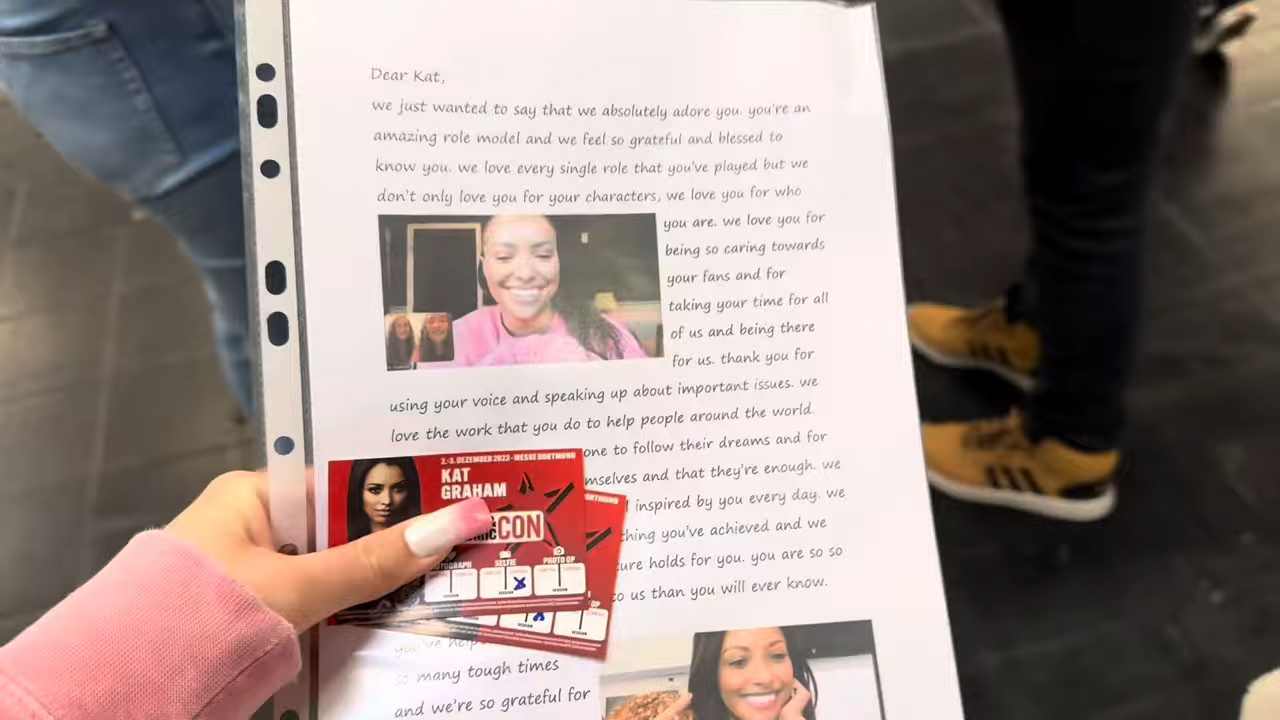 Dear Kat,
we just wanted to say that we absolutely adore you. you're an
amazing role model and we feel so grateful and blessed to
know you. we love every single role that you've played but we
don't only love you for your characters, we love you for who
you are. we love you for
being so caring towards
your fans and for
taking your time for all
of us and being there
for us. thank you for
using your voice and speaking up about important issues. we
love the work that you do to help people around the world.
one to follow their dreams and for
mselves and that they're enough. we
inspired by you every day. we
thing you've achieved and we
ure holds for you. you are so so
to us than you will ever know.
2.-3. DEZEMBER 2023 - MESSE DORTMUND
KAT
GRAHAM
CON
SELFIE
PHOTO OP
SESSION
SESSION
SESSION
you've help
so many tough times
and we're so grateful for